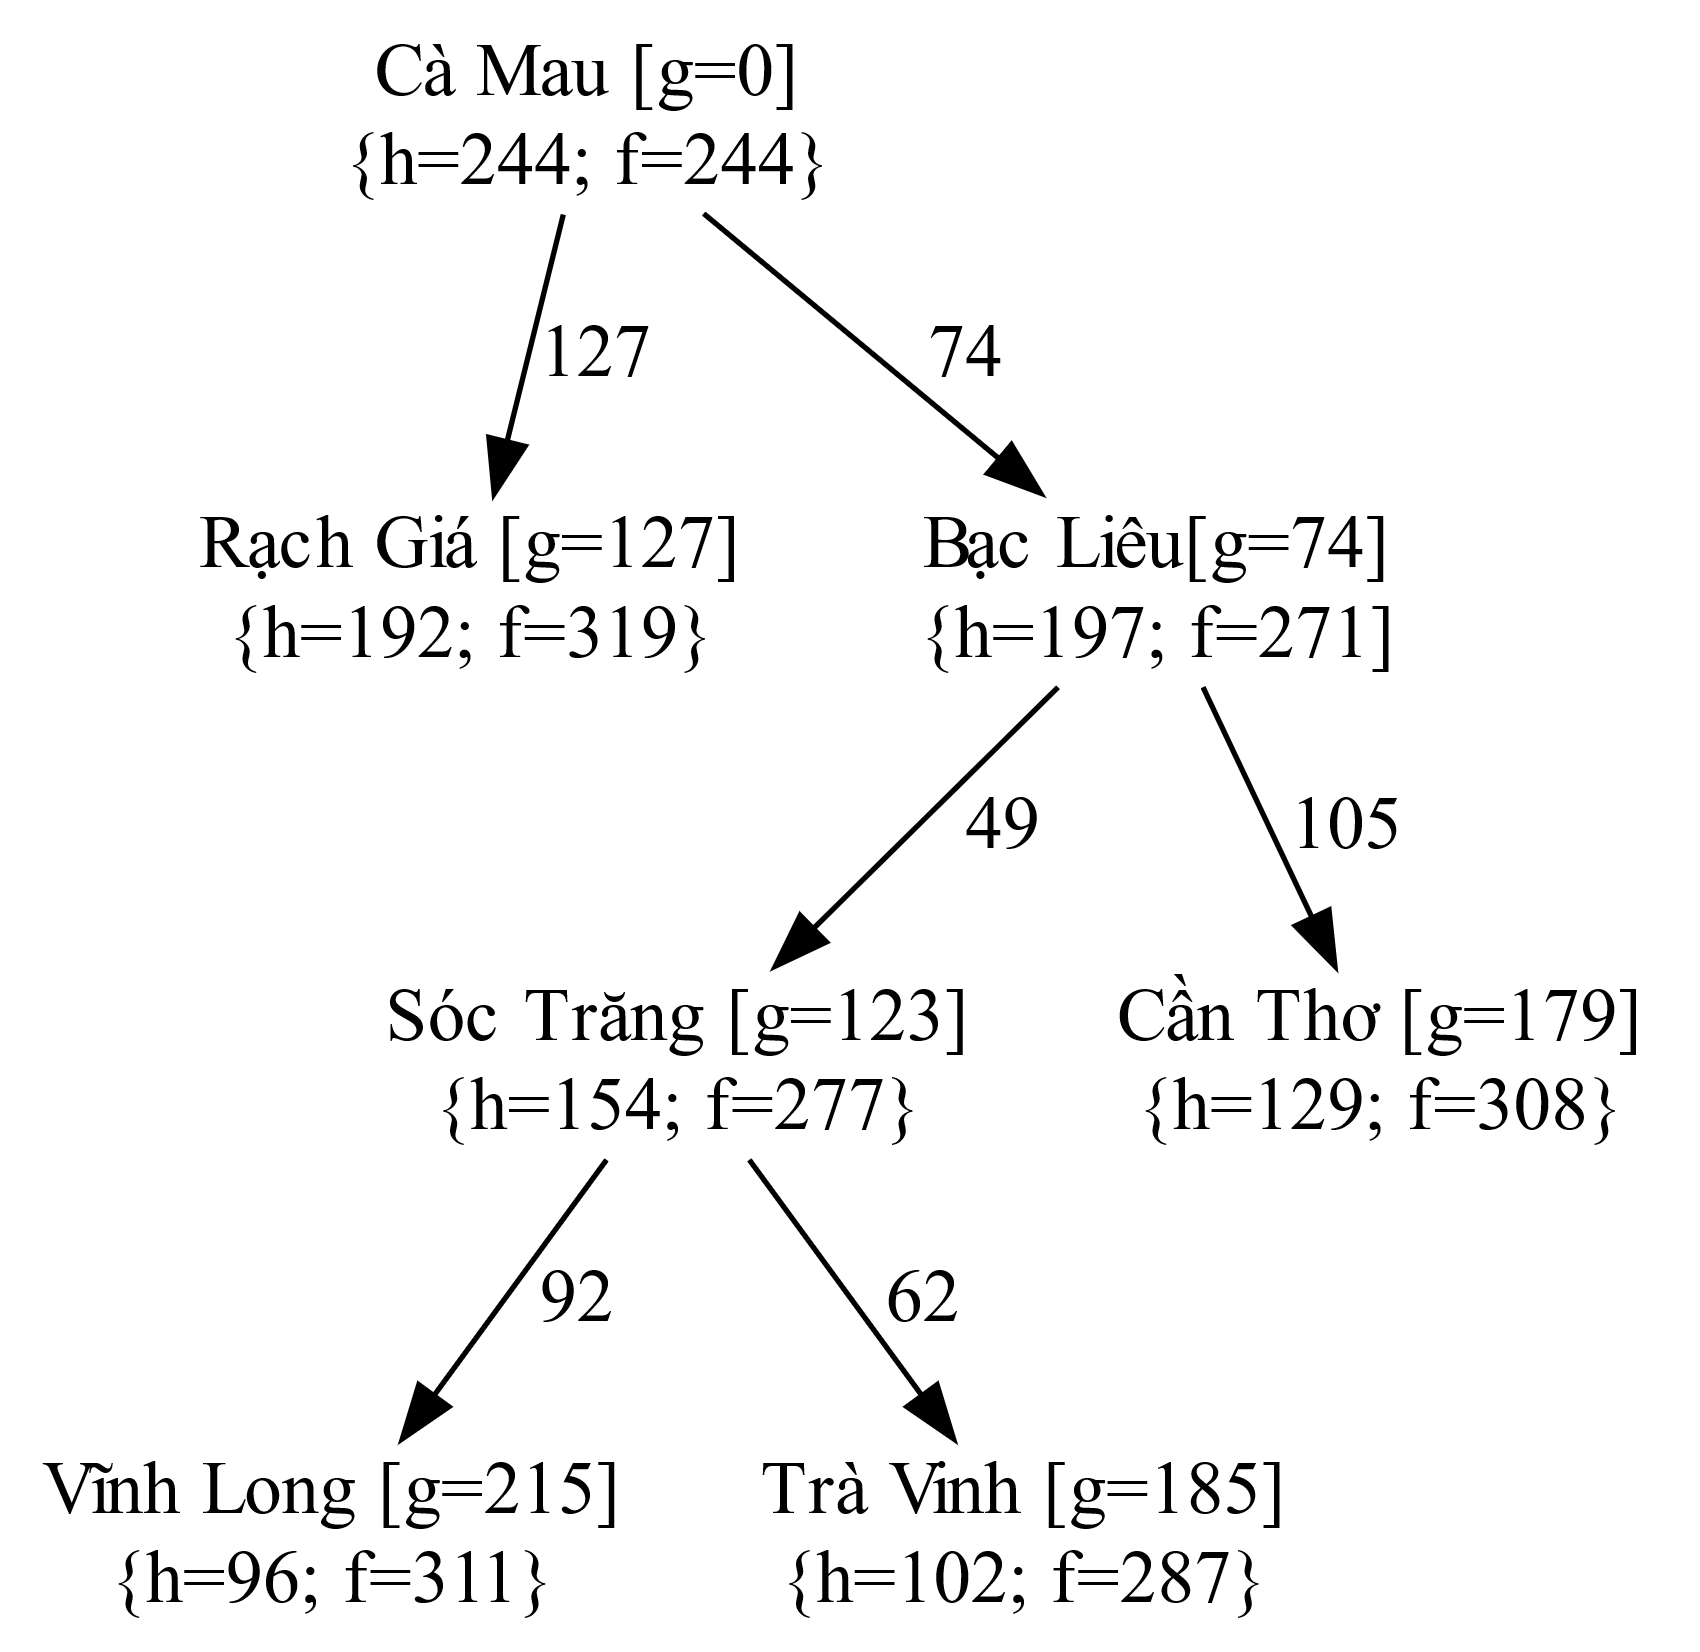 Cà Mau [g=0]
{h=244; f=244}
127
74
Rạch Giá [g=127]
{h=192; f=319}
Bạc Liêu[g=74]
{h=197; f=271]
49
105
Sóc Trăng [g=123]
{h=154; f=277}
Cần Thơ [g=179]
{h=129; f=308}
92
62
Vĩnh Long [g=215]
{h=96; f=311}
Trà Vinh [g=185]
{h=102; f=287}